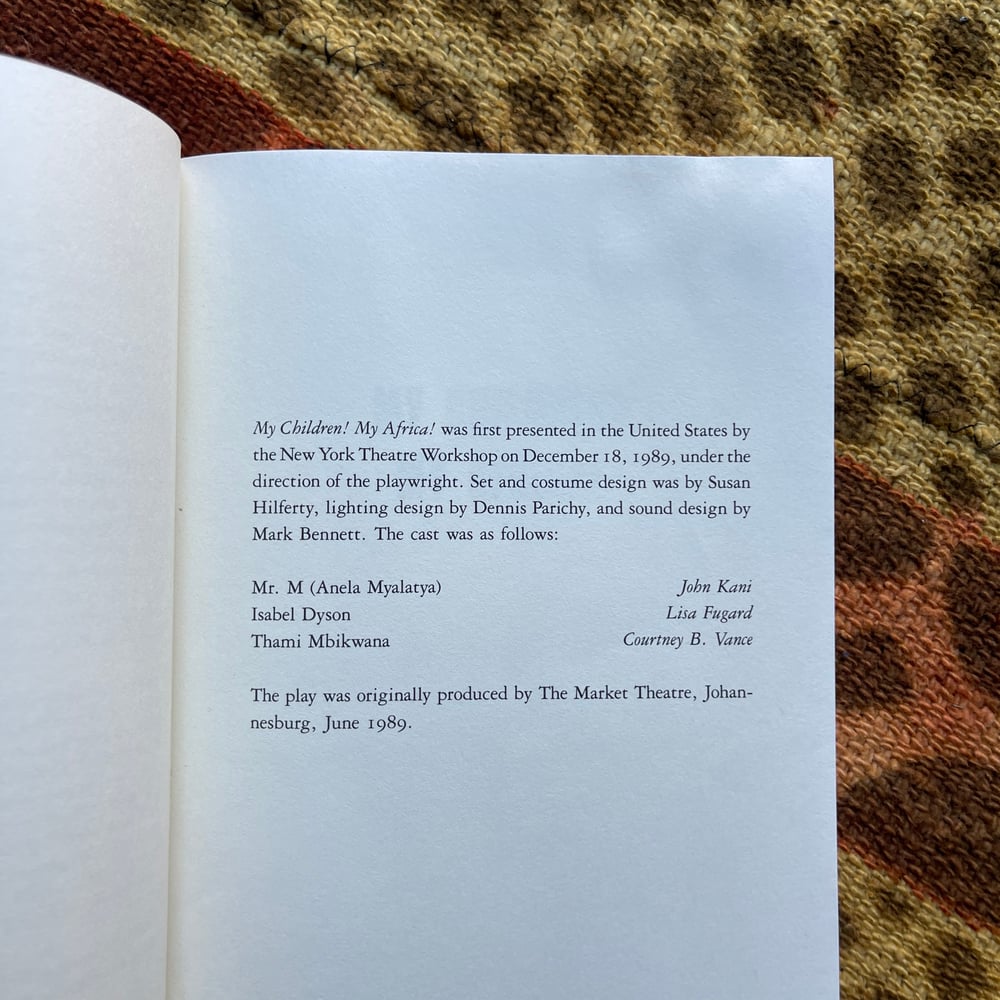 My Children! My Africa! was first presented in the United States by
the New York Theatre Workshop on December 18, 1989, under the
direction of the playwright. Set and costume design was by Susan
Hilferty, lighting design by Dennis Parichy, and sound design by
Mark Bennett. The cast was as follows:
Mr. M (Anela Myalatya) John Kani
Isabel Dyson Lisa Fugard
Thami Mbikwana Courtney B. Vance
The play was originally produced by The Market Theatre, Johan-
nesburg, June 1989.